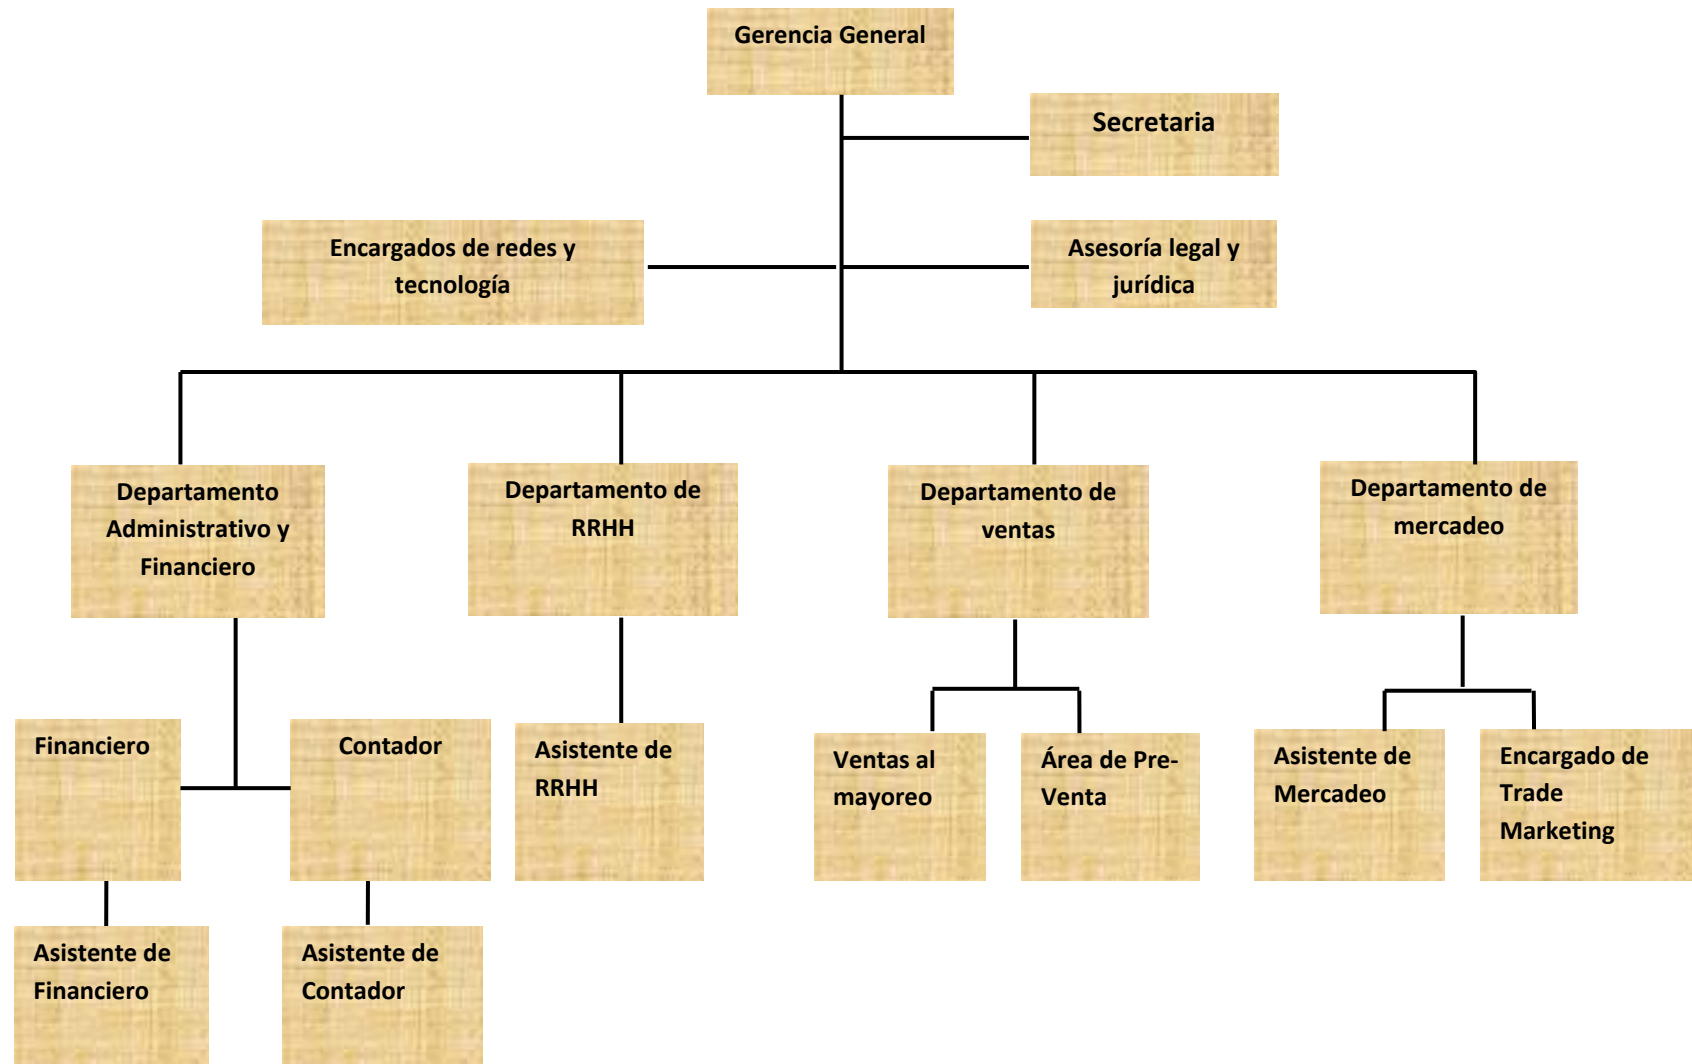 Gerencia General
Secretaria
Encargados de redes y
tecnología
Asesoría legal y
jurídica
Departamento
Administrativo y
Financiero
Departamento de
RRHH
Departamento de
ventas
Departamento de
mercadeo
Financiero
Contador
Asistente de
RRHH
Ventas al
mayoreo
Área de Pre-
Venta
Asistente de
Mercadeo
Encargado de
Trade
Marketing
Asistente de
Financiero
Asistente de
Contador